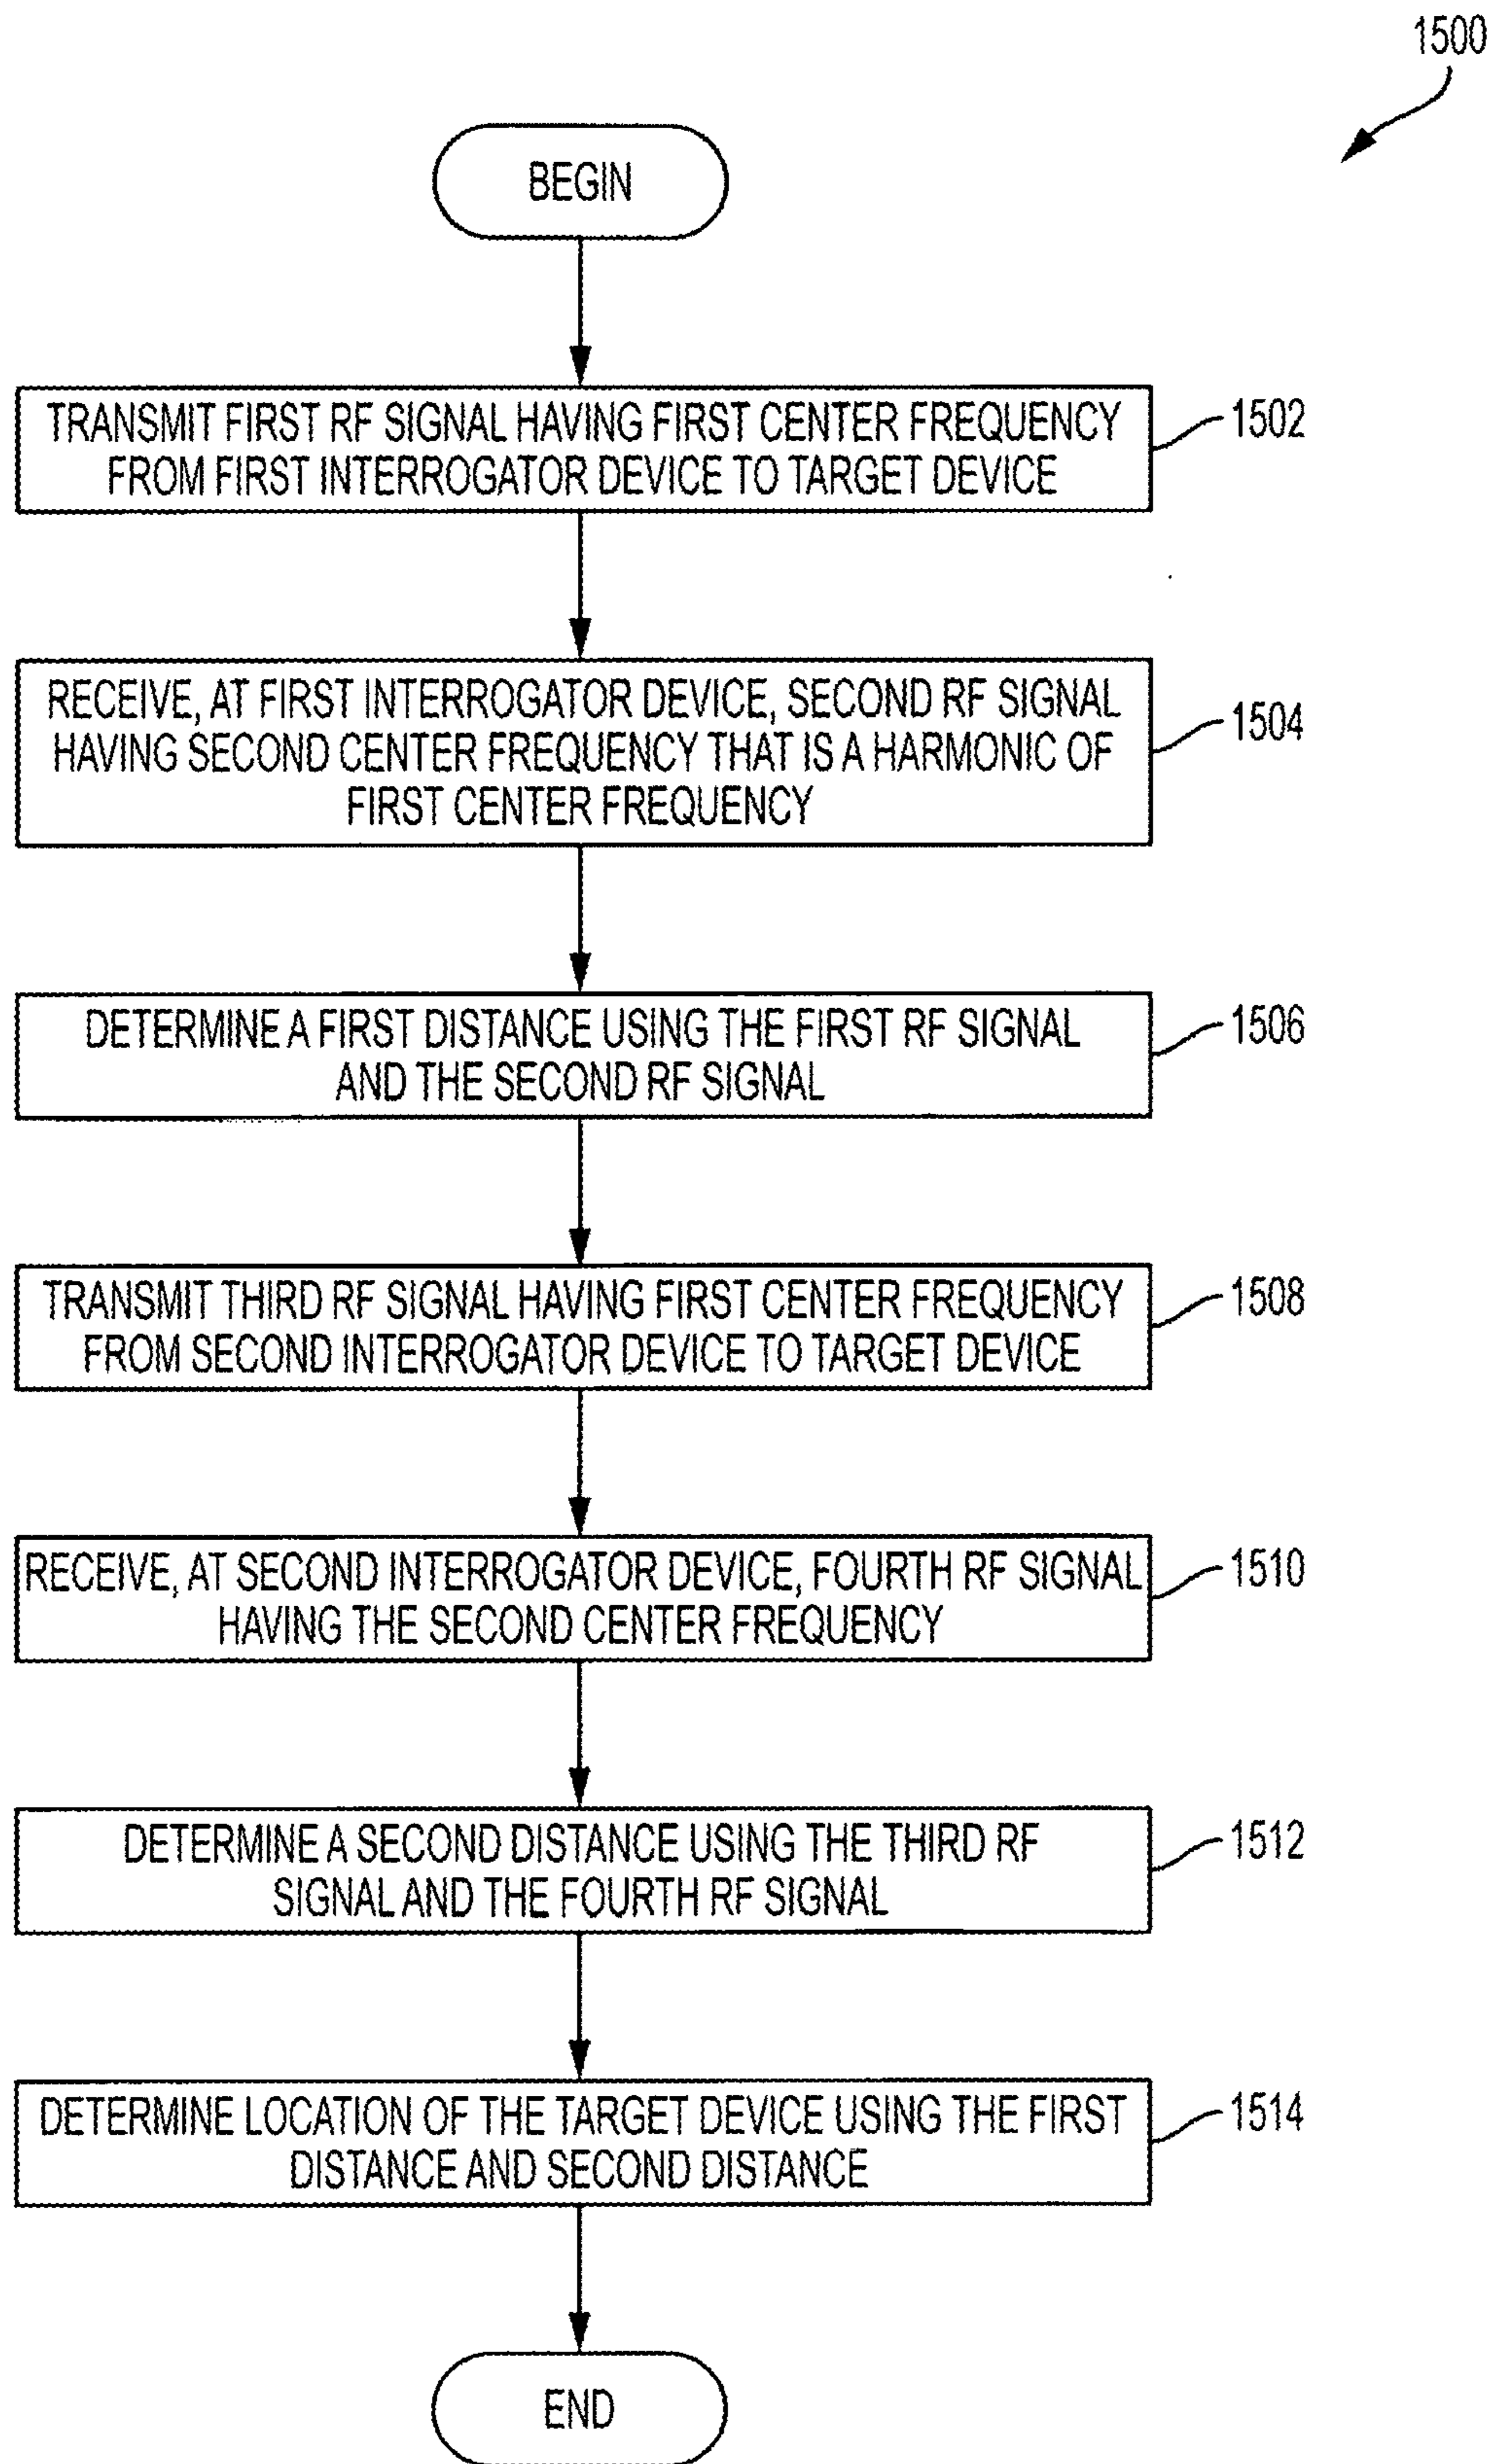 1500
BEGIN
TRANSMIT FIRST RF SIGNAL HAVING FIRST CENTER FREQUENCY
FROM FIRST INTERROGATOR DEVICE TO TARGET DEVICE
1502
RECEIVE, AT FIRST INTERROGATOR DEVICE, SECOND RF SIGNAL
HAVING SECOND CENTER FREQUENCY THAT IS A HARMONIC OF
FIRST CENTER FREQUENCY
1504
DETERMINE A FIRST DISTANCE USING THE FIRST RF SIGNAL
AND THE SECOND RF SIGNAL
1506
TRANSMIT THIRD RF SIGNAL HAVING FIRST CENTER FREQUENCY
FROM SECOND INTERROGATOR DEVICE TO TARGET DEVICE
1508
RECEIVE, AT SECOND INTERROGATOR DEVICE, FOURTH RF SIGNAL
HAVING THE SECOND CENTER FREQUENCY
1510
DETERMINE A SECOND DISTANCE USING THE THIRD RF
SIGNAL AND THE FOURTH RF SIGNAL
1512
DETERMINE LOCATION OF THE TARGET DEVICE USING THE FIRST
DISTANCE AND SECOND DISTANCE
1514
END